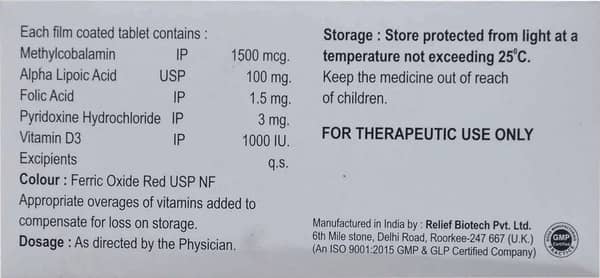 Each film coated tablet contains :
Methylcobalamin IP 1500 mcg.
Alpha Lipoic Acid USP 100 mg.
Folic Acid IP 1.5 mg.
Pyridoxine Hydrochloride IP 3 mg.
Vitamin D3 IP 1000 IU.
Excipients q.s.
Colour : Ferric Oxide Red USP NF
Appropriate overages of vitamins added to
compensate for loss on storage.
Dosage : As directed by the Physician.
Storage : Store protected from light at a
temperature not exceeding 25°C.
Keep the medicine out of reach
of children.
FOR THERAPEUTIC USE ONLY
Manufactured in India by : Relief Biotech Pvt. Ltd.
6th Mile stone, Delhi Road, Roorkee-247 667 (U.K.)
(An ISO 9001:2015 GMP & GLP Certified Company)
GMP
Certified